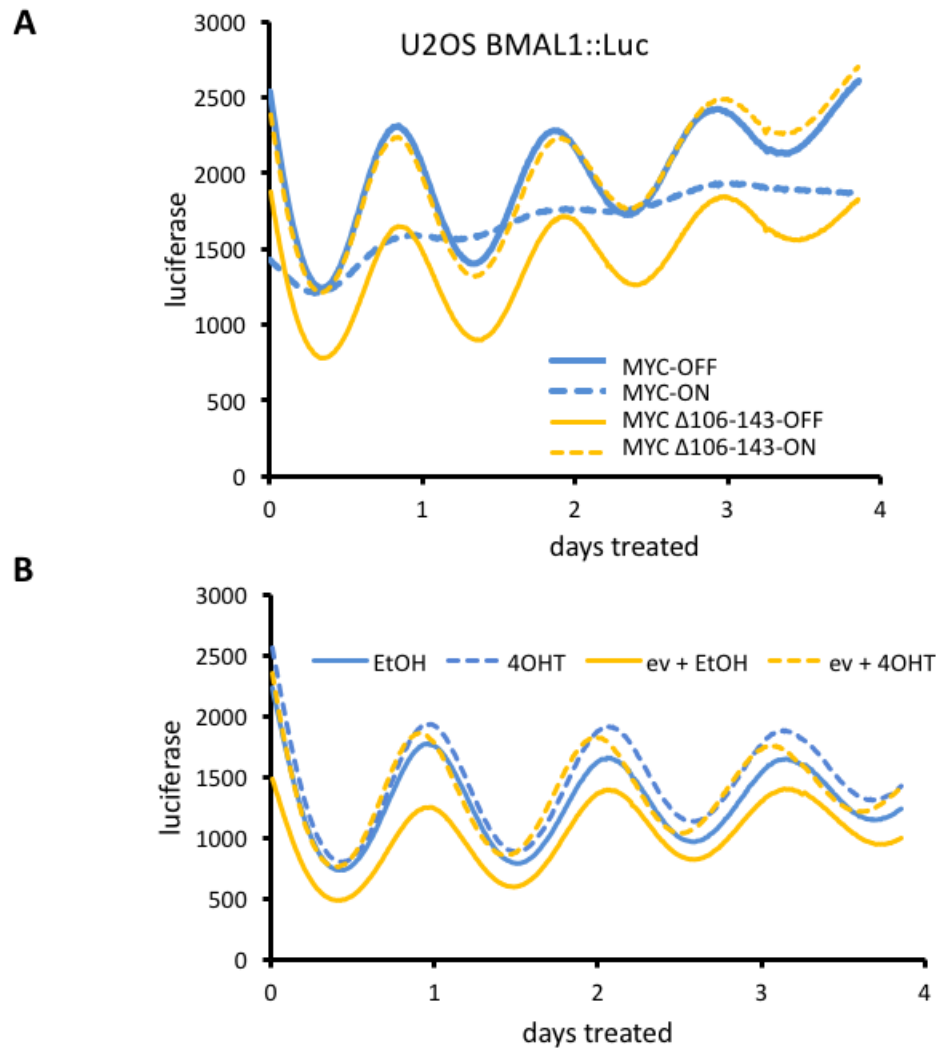 A
U2OS BMAL1::Luc
3000
2500
2000
1500
1000
500
0
luciferase
MYC-OFF
MYC-ON
MYC Δ106-143-OFF
MYC Δ106-143-ON
0 1 2 3 4
days treated
B
3000
2500
2000
1500
1000
500
0
luciferase
EtOH 4OHT ev + EtOH ev + 4OHT
0 1 2 3 4
days treated